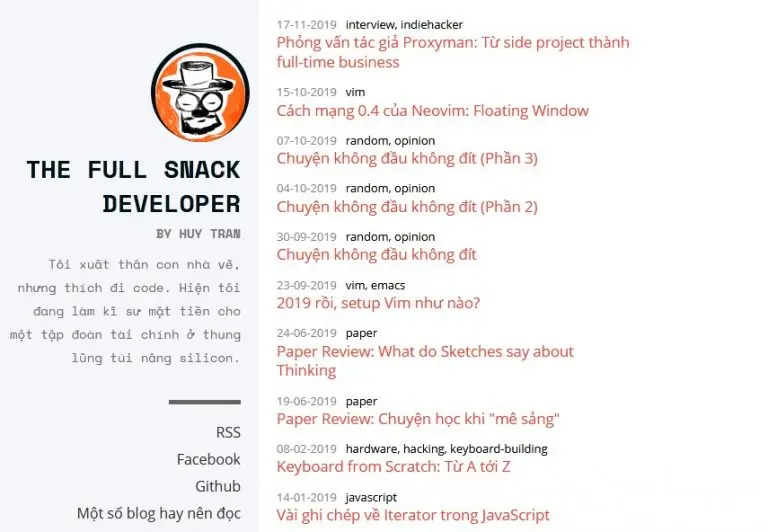 THE FULL SNACK
DEVELOPER
BY HUY TRAN
Tôi xuất thân con nhà vẽ,
nhưng thích đi code. Hiện tôi
đang làm kĩ sư mặt tiền cho
một tập đoàn tài chính ở thung
lũng túi nâng silicon.
RSS
Facebook
Github
Một số blog hay nên đọc
17-11-2019 interview, indiehacker
Phỏng vấn tác giả Proxyman: Từ side project thành
full-time business
15-10-2019 vim
Cách mạng 0.4 của Neovim: Floating Window
07-10-2019 random, opinion
Chuyện không đầu không đít (Phần 3)
04-10-2019 random, opinion
Chuyện không đầu không đít (Phần 2)
30-09-2019 random, opinion
Chuyện không đầu không đít
23-09-2019 vim, emacs
2019 rồi, setup Vim như nào?
24-06-2019 paper
Paper Review: What do Sketches say about
Thinking
19-06-2019 paper
Paper Review: Chuyện học khi "mê sảng"
08-02-2019 hardware, hacking, keyboard-building
Keyboard from Scratch: Từ A tới Z
14-01-2019 javascript
Vài ghi chép về Iterator trong JavaScript